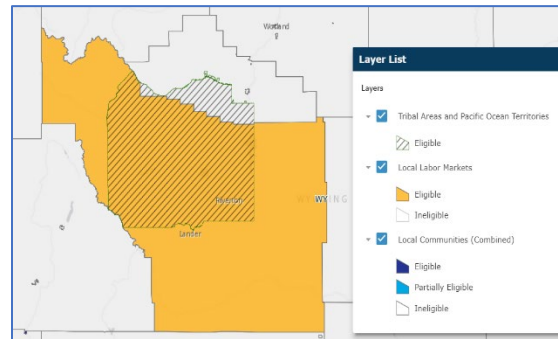 Worland
Riverton
WYOMING
WY
Lander
Layer List
Layers
Tribal Areas and Pacific Ocean Territories
Eligible
Local Labor Markets
Eligible
Ineligible
Local Communities (Combined)
Eligible
Partially Eligible
Ineligible